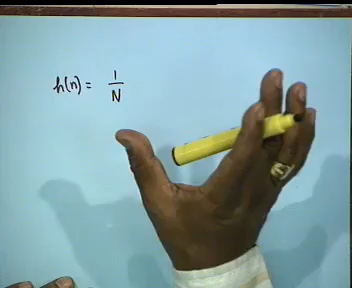 h(n) = 1/N